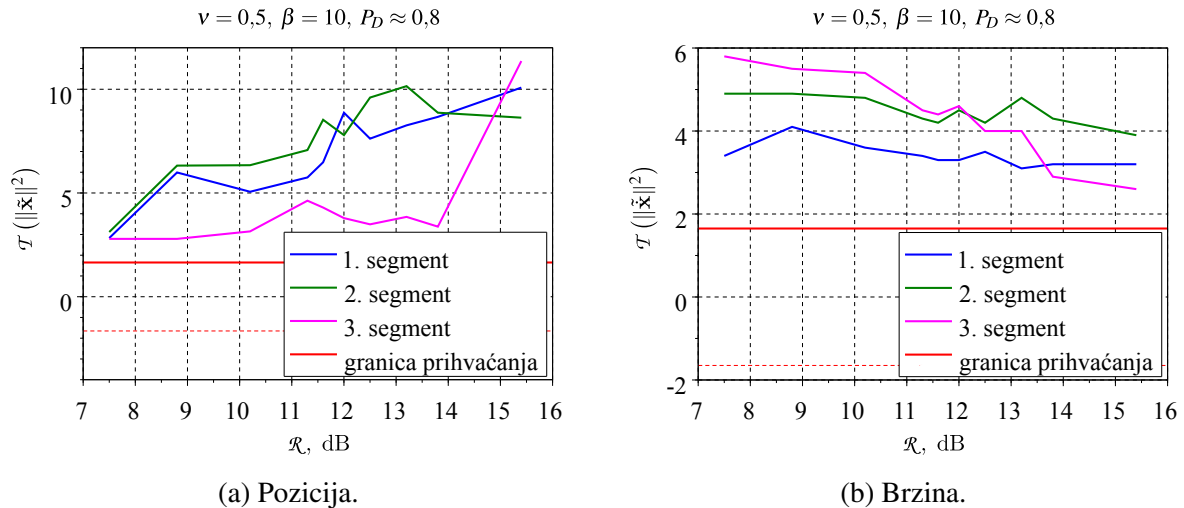 ν = 0,5, β = 10, P_D ≈ 0,8
10
5
0
𝒯 (||x̃||²)
7 8 9 10 11 12 13 14 15 16
ℛ, dB
1. segment
2. segment
3. segment
granica prihvaćanja
(a) Pozicija.
ν = 0,5, β = 10, P_D ≈ 0,8
6
4
2
0
-2
𝒯 (||x̃̇||²)
7 8 9 10 11 12 13 14 15 16
ℛ, dB
1. segment
2. segment
3. segment
granica prihvaćanja
(b) Brzina.